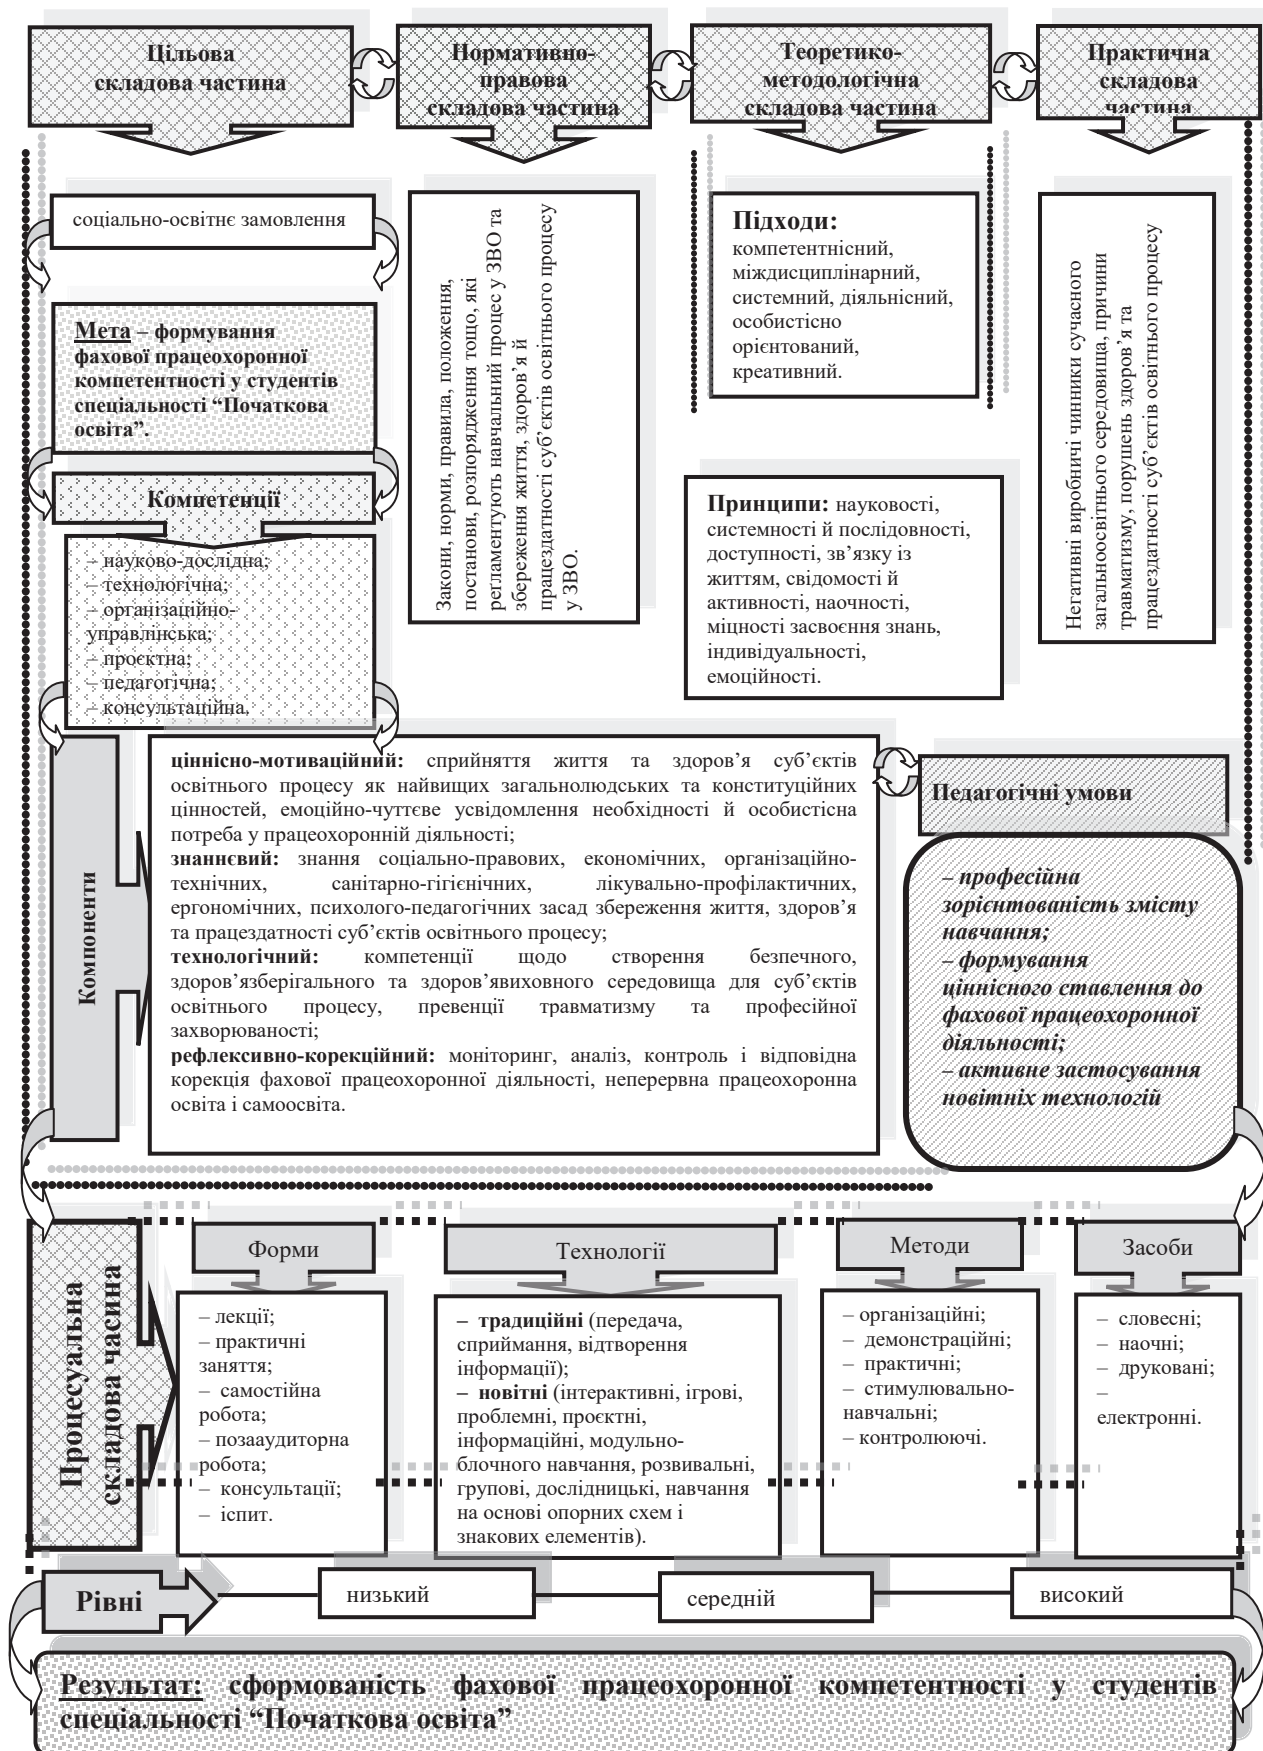 Цільова
складова частина
Нормативно-
правова
складова частина
Теоретико-
методологічна
складова частина
Практична
складова
частина
соціально-освітнє замовлення
Мета – формування
фахової працеохоронної
компетентності у студентів
спеціальності “Початкова
освіта”.
Компетенції
– науково-дослідна;
– технологічна;
– організаційно-
управлінська;
– проєктна;
– педагогічна;
– консультаційна.
Закони, норми, правила, положення,
постанови, розпорядження тощо, які
регламентують навчальний процес у ЗВО та
збереження життя, здоров’я й
працездатності суб’єктів освітнього процесу
у ЗВО.
Підходи:
компетентнісний,
міждисциплінарний,
системний, діяльнісний,
особистісно
орієнтований,
креативний.
Принципи: науковості,
системності й послідовності,
доступності, зв’язку із
життям, свідомості й
активності, наочності,
міцності засвоєння знань,
індивідуальності,
емоційності.
Негативні виробничі чинники сучасного
загальноосвітнього середовища, причини
травматизму, порушень здоров’я та
працездатності суб’єктів освітнього процесу
Компоненти
ціннісно-мотиваційний: сприйняття життя та здоров’я суб’єктів
освітнього процесу як найвищих загальнолюдських та конституційних
цінностей, емоційно-чуттєве усвідомлення необхідності й особистісна
потреба у працеохоронній діяльності;
знаннєвий: знання соціально-правових, економічних, організаційно-
технічних, санітарно-гігієнічних, лікувально-профілактичних,
ергономічних, психолого-педагогічних засад збереження життя, здоров’я
та працездатності суб’єктів освітнього процесу;
технологічний: компетенції щодо створення безпечного,
здоров’язберігального та здоров’явиховного середовища для суб’єктів
освітнього процесу, превенції травматизму та професійної
захворюваності;
рефлексивно-корекційний: моніторинг, аналіз, контроль і відповідна
корекція фахової працеохоронної діяльності, неперервна працеохоронна
освіта і самоосвіта.
Педагогічні умови
– професійна
зорієнтованість змісту
навчання;
– формування
ціннісного ставлення до
фахової працеохоронної
діяльності;
– активне застосування
новітніх технологій
Процесуальна
складова часина
Форми
– лекції;
– практичні
заняття;
– самостійна
робота;
– позааудиторна
робота;
– консультації;
– іспит.
Технології
– традиційні (передача,
сприймання, відтворення
інформації);
– новітні (інтерактивні, ігрові,
проблемні, проєктні,
інформаційні, модульно-
блочного навчання, розвивальні,
групові, дослідницькі, навчання
на основі опорних схем і
знакових елементів).
Методи
– організаційні;
– демонстраційні;
– практичні;
– стимулювально-
навчальні;
– контролюючі.
Засоби
– словесні;
– наочні;
– друковані;
–
електронні.
Рівні
низький
середній
високий
Результат: сформованість фахової працеохоронної компетентності у студентів
спеціальності “Початкова освіта”